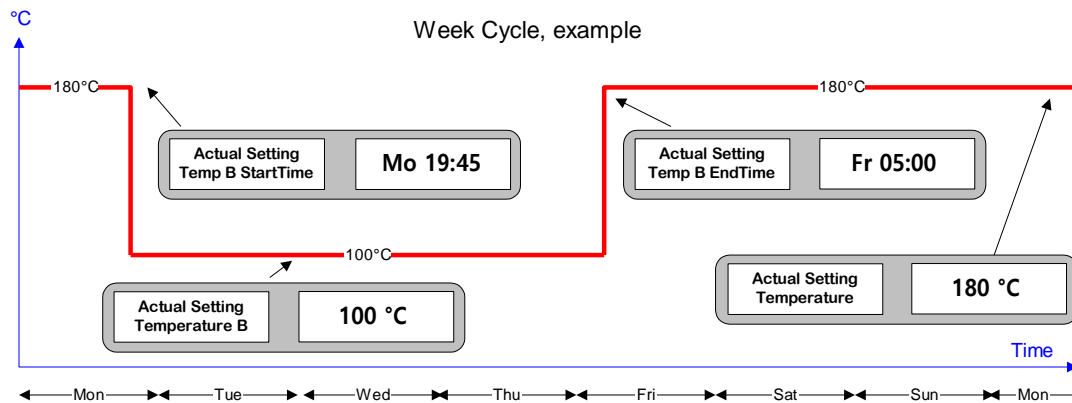 °C
Week Cycle, example
180°C
180°C
Actual Setting
Temp B StartTime
Mo 19:45
Actual Setting
Temp B EndTime
Fr 05:00
100°C
Actual Setting
Temperature B
100 °C
Actual Setting
Temperature
180 °C
Time
Mon
Tue
Wed
Thu
Fri
Sat
Sun
Mon